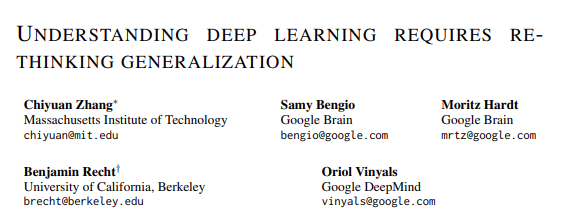 UNDERSTANDING DEEP LEARNING REQUIRES RE-
THINKING GENERALIZATION
Chiyuan Zhang*
Massachusetts Institute of Technology
chiyuan@mit.edu
Samy Bengio
Google Brain
bengio@google.com
Moritz Hardt
Google Brain
mrtz@google.com
Benjamin Recht†
University of California, Berkeley
brecht@berkeley.edu
Oriol Vinyals
Google DeepMind
vinyals@google.com